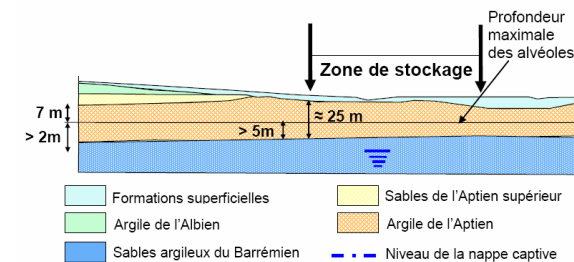 Profondeur
maximale
des alvéoles
Zone de stockage
7 m
> 2m
> 5m
≈ 25 m
Formations superficielles
Sables de l'Aptien supérieur
Argile de l'Albien
Argile de l'Aptien
Sables argileux du Barrémien
Niveau de la nappe captive